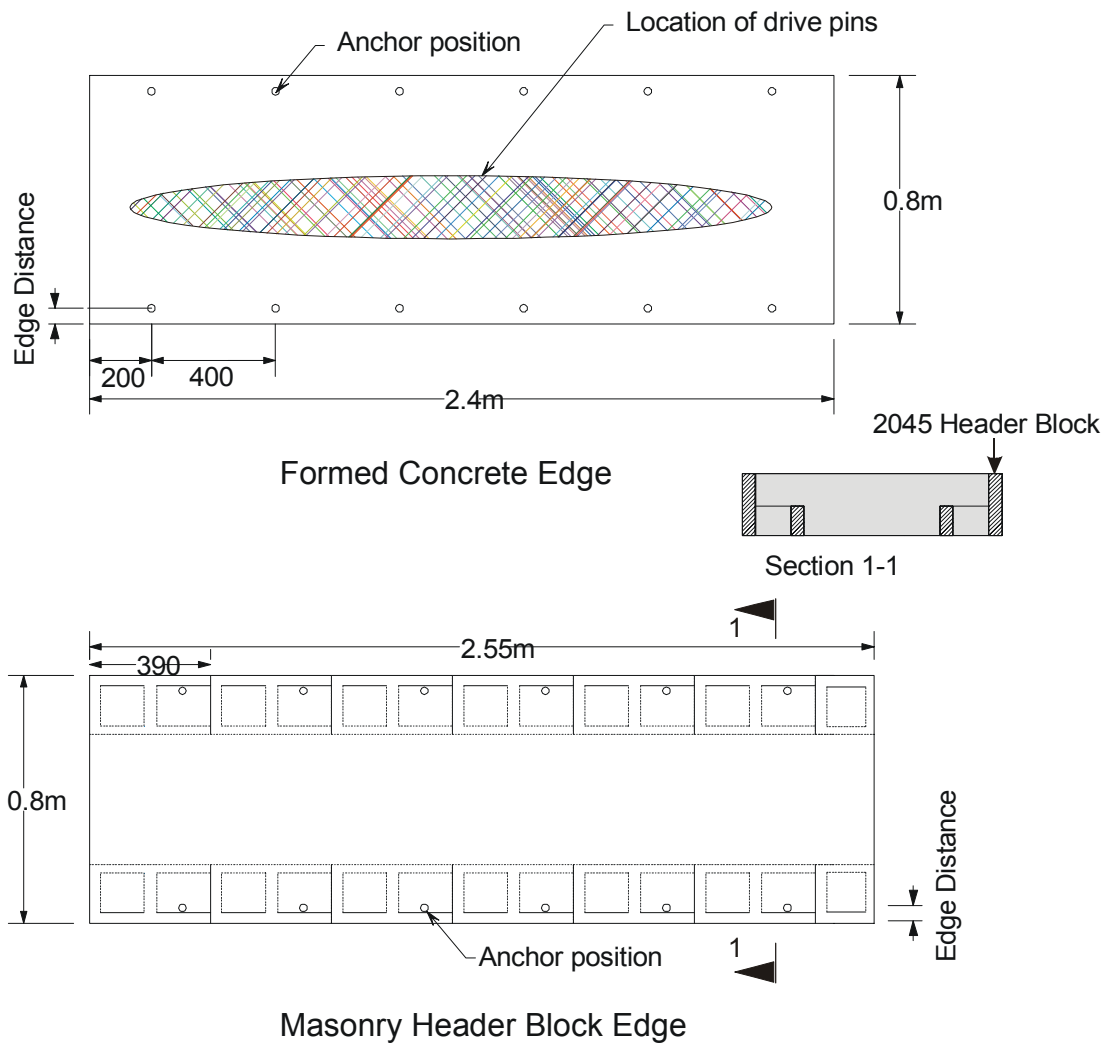 Location of drive pins
Anchor position
0.8m
Edge Distance
200
400
2.4m
Formed Concrete Edge
2045 Header Block
Section 1-1
1
2.55m
390
0.8m
Edge Distance
Anchor position
1
Masonry Header Block Edge